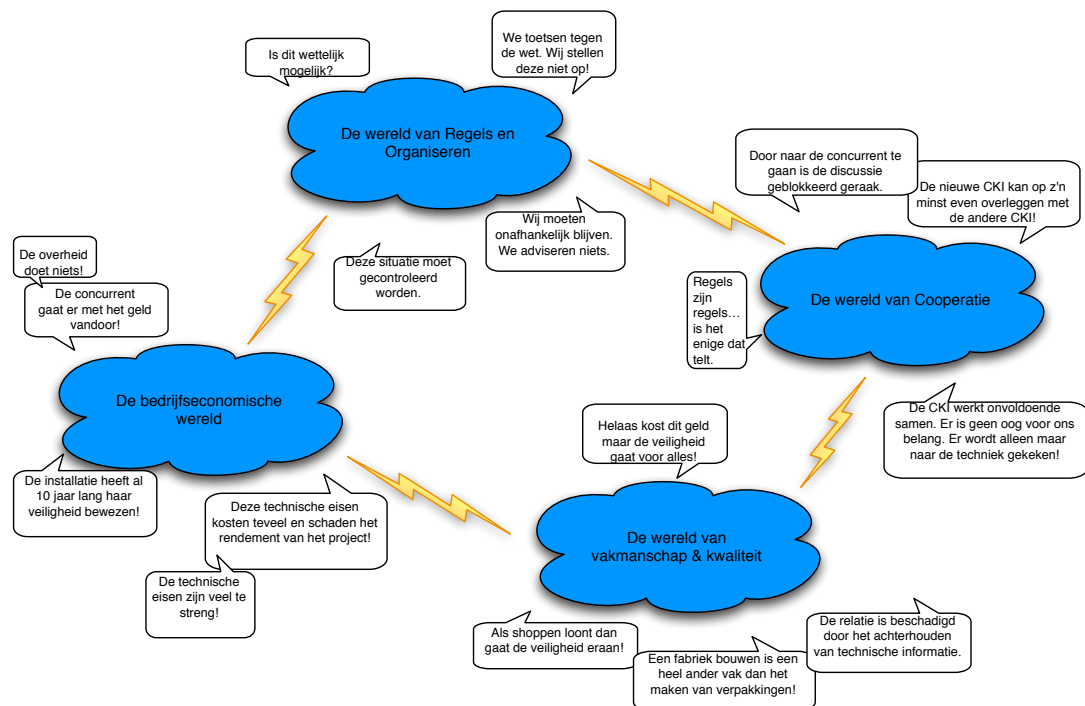 Is dit wettelijk
mogelijk?
We toetsen tegen
de wet. Wij stellen
deze niet op!
De wereld van Regels en
Organiseren
Door naar de concurrent te
gaan is de discussie
geblokkeerd geraak.
De nieuwe CKI kan op z'n
minst even overleggen met
de andere CKI!
Wij moeten
onafhankelijk blijven.
We adviseren niets.
De overheid
doet niets!
Deze situatie moet
gecontroleerd
worden.
De concurrent
gaat er met het geld
vandoor!
Regels
zijn
regels…
is het
enige dat
telt.
De wereld van Cooperatie
De bedrijfseconomische
wereld
Helaas kost dit geld
maar de veiligheid
gaat voor alles!
De CKI werkt onvoldoende
samen. Er is geen oog voor ons
belang. Er wordt alleen maar
naar de techniek gekeken!
De installatie heeft al
10 jaar lang haar
veiligheid bewezen!
Deze technische eisen
kosten teveel en schaden het
rendement van het project!
De wereld van
vakmanschap & kwaliteit
De technische
eisen zijn veel te
streng!
Als shoppen loont dan
gaat de veiligheid eraan!
Een fabriek bouwen is een
heel ander vak dan het
maken van verpakkingen!
De relatie is beschadigd
door het achterhouden
van technische informatie.